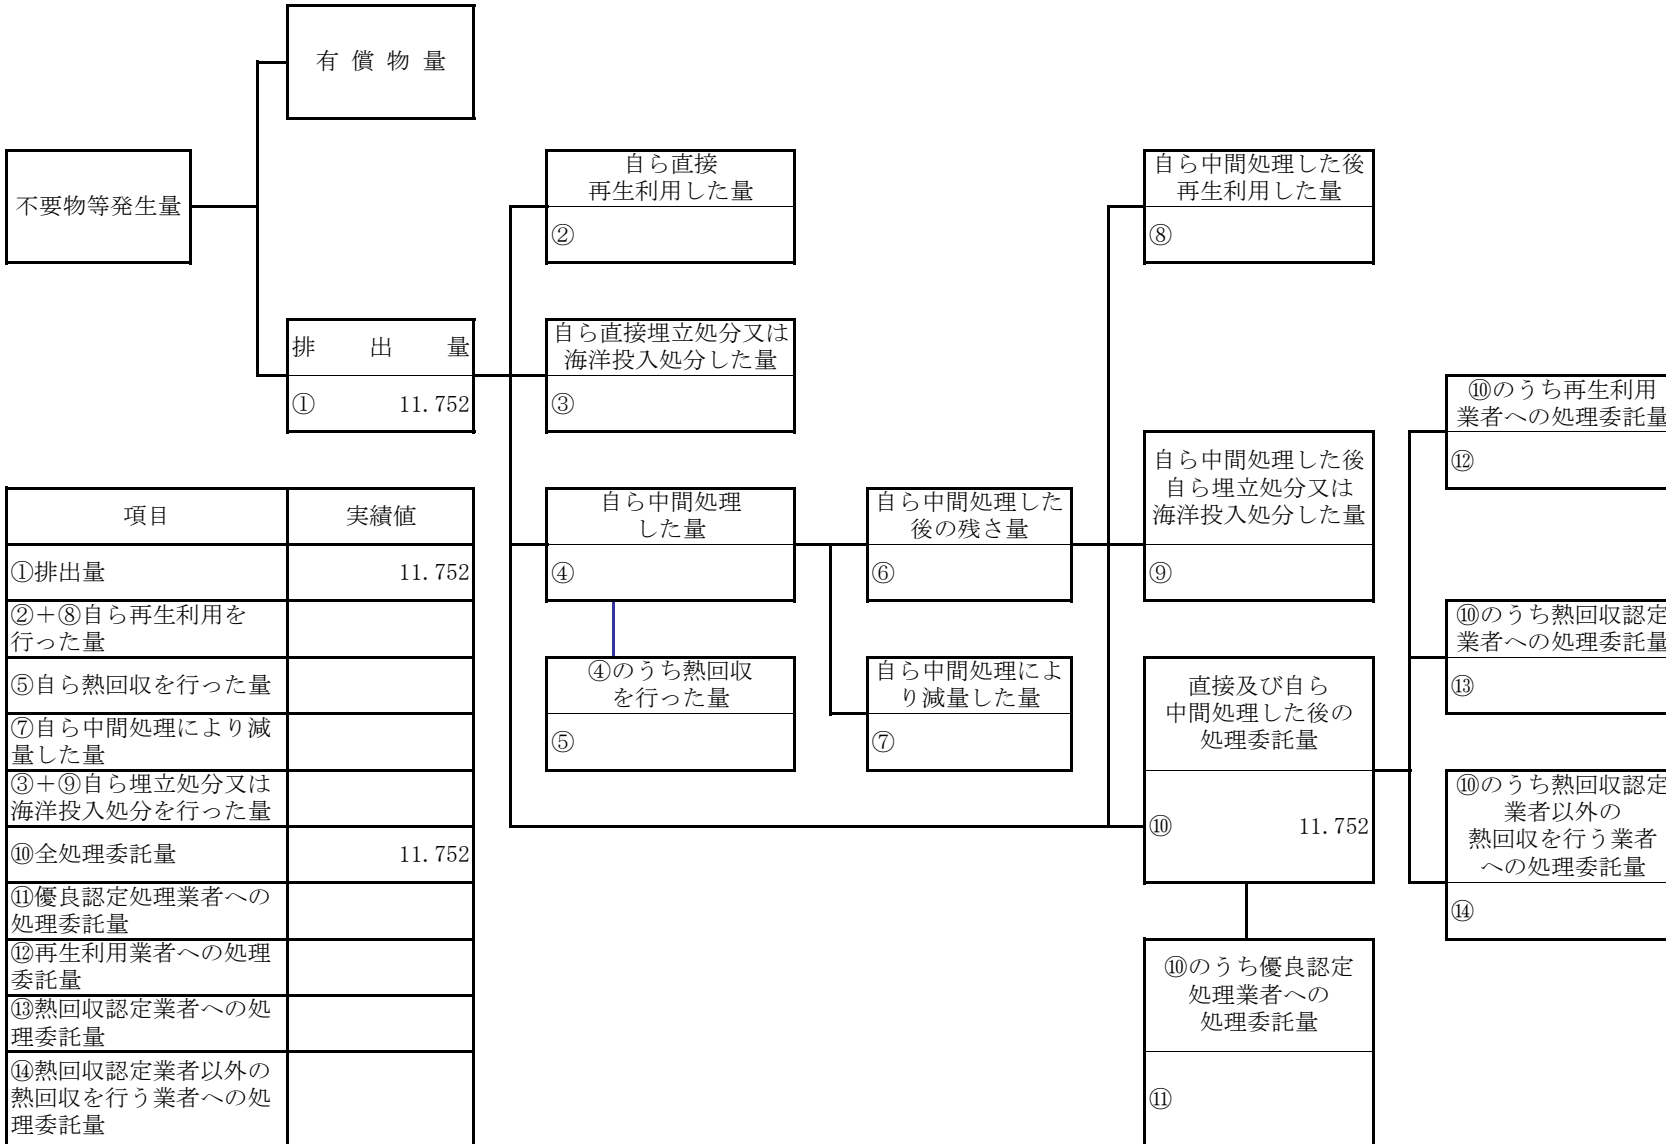 有 償 物 量
不要物等発生量
自ら直接
再生利用した量
②
自ら中間処理した後
再生利用した量
⑧
排 出 量
① 11.752
自ら直接埋立処分又は
海洋投入処分した量
③
⑩のうち再生利用
業者への処理委託量
⑫
自ら中間処理した後
自ら埋立処分又は
海洋投入処分した量
⑨
自ら中間処理
した量
④
自ら中間処理した
後の残さ量
⑥
⑩のうち熱回収認定
業者への処理委託量
⑬
④のうち熱回収
を行った量
⑤
自ら中間処理によ
り減量した量
⑦
直接及び自ら
中間処理した後の
処理委託量
⑩ 11.752
⑩のうち熱回収認定
業者以外の
熱回収を行う業者
への処理委託量
⑭
⑩のうち優良認定
処理業者への
処理委託量
⑪
項目 実績値
①排出量 11.752
②+⑧自ら再生利用を
行った量
⑤自ら熱回収を行った量
⑦自ら中間処理により減
量した量
③+⑨自ら埋立処分又は
海洋投入処分を行った量
⑩全処理委託量 11.752
⑪優良認定処理業者への
処理委託量
⑫再生利用業者への処理
委託量
⑬熱回収認定業者への処
理委託量
⑭熱回収認定業者以外の
熱回収を行う業者への処
理委託量